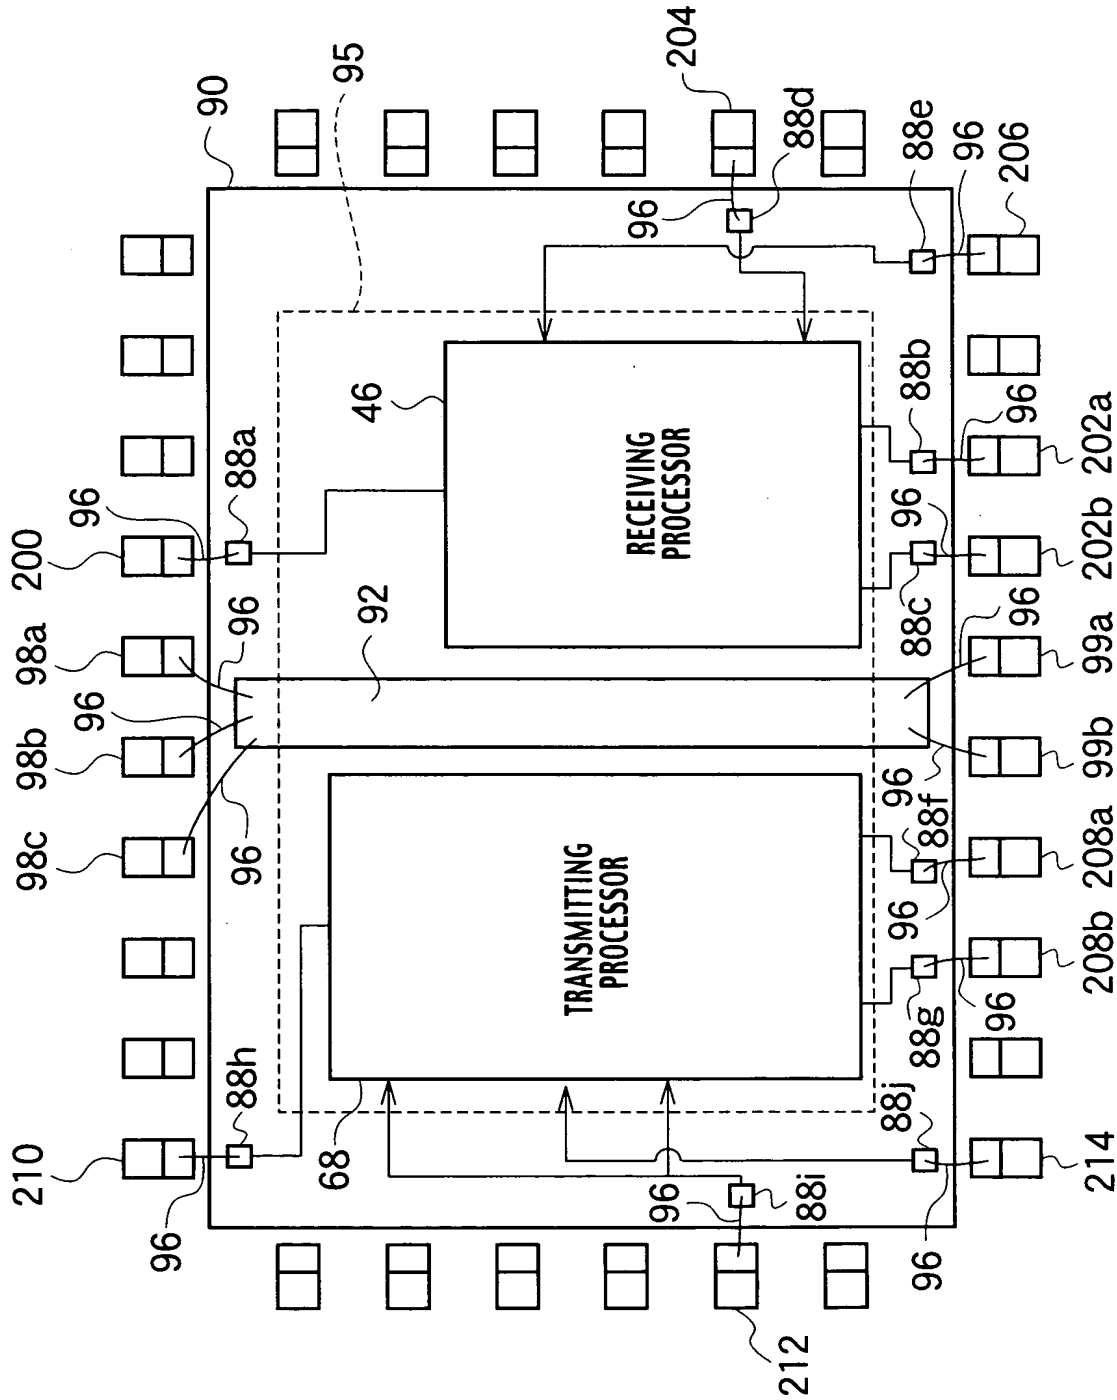 210
98c
98b
98a
200
96
96
96
90
88h
96
96
88a
95
68
92
46
TRANSMITTING
PROCESSOR
RECEIVING
PROCESSOR
96
96
204
212
88i
88d
88j
96
96
96
88g
88f
88c
88b
88e
96
96
96
96
96
206
214
208b
208a
99b
99a
202b
202a